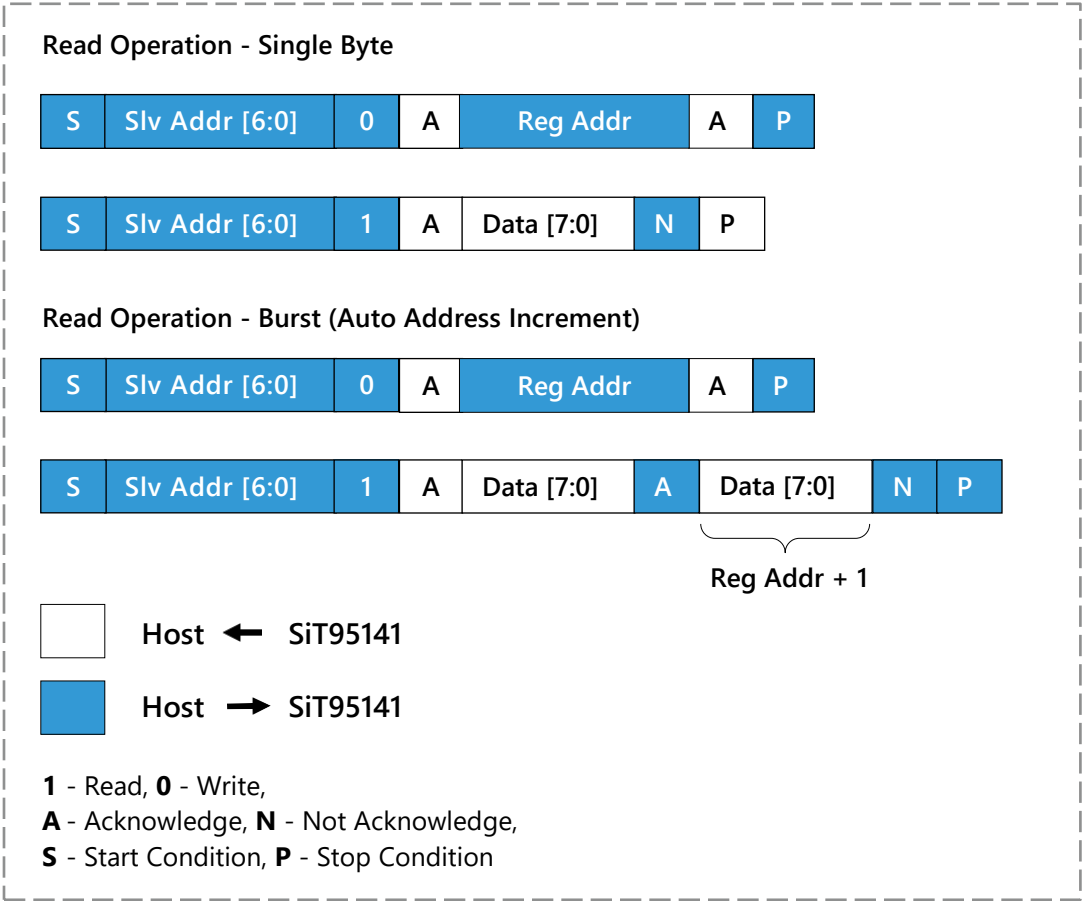 Read Operation - Single Byte
S Slv Addr [6:0] 0 A Reg Addr A P
S Slv Addr [6:0] 1 A Data [7:0] N P
Read Operation - Burst (Auto Address Increment)
S Slv Addr [6:0] 0 A Reg Addr A P
S Slv Addr [6:0] 1 A Data [7:0] A Data [7:0] N P
Reg Addr + 1
Host ← SiT95141
Host → SiT95141
1 - Read, 0 - Write,
A - Acknowledge, N - Not Acknowledge,
S - Start Condition, P - Stop Condition